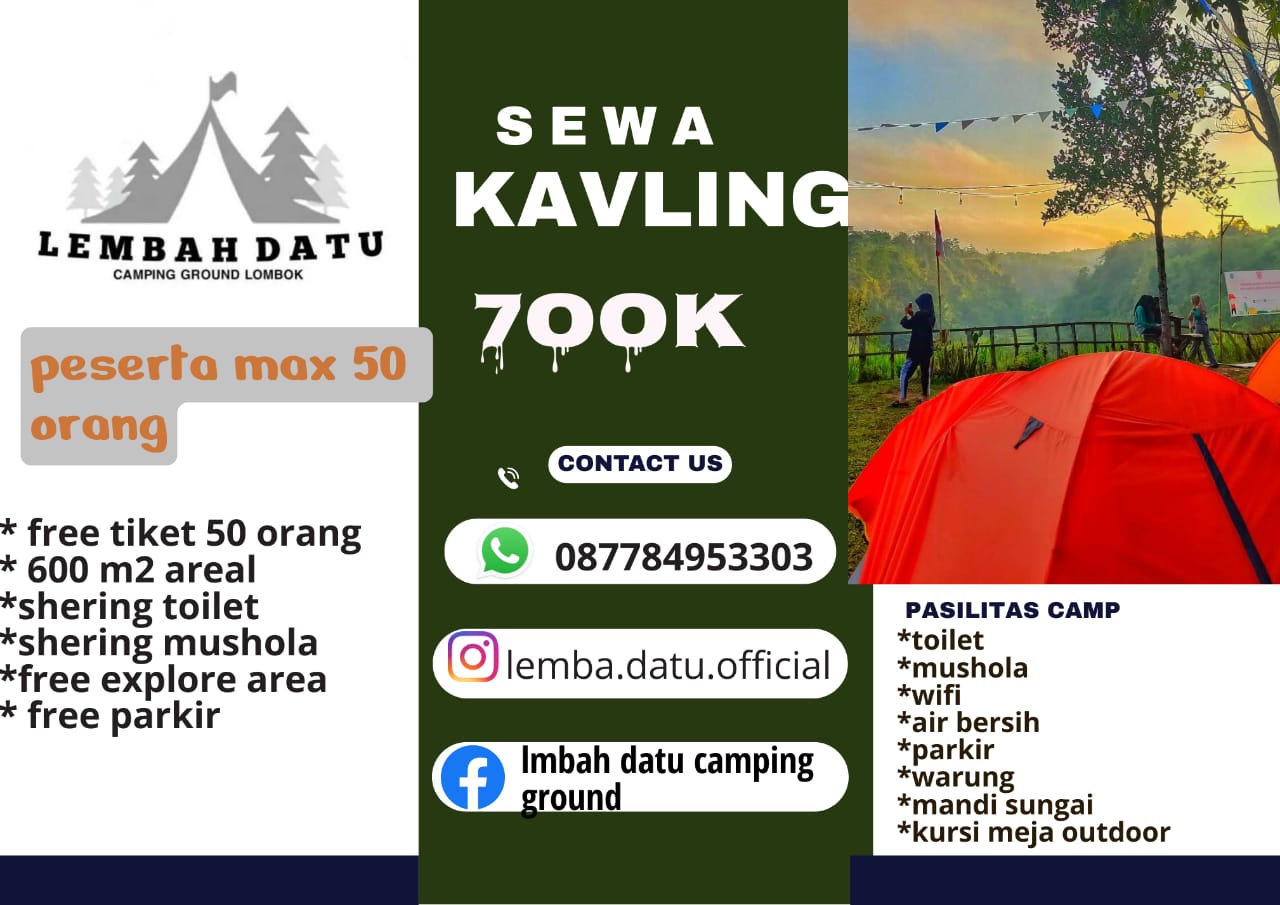 LEMBAH DATU
CAMPING GROUND LOMBOK
peserta max 50
orang
* free tiket 50 orang
* 600 m2 areal
*shering toilet
*shering mushola
*free explore area
* free parkir
SEWA
KAVLING
700K
CONTACT US
087784953303
lemba.datu.official
lmbah datu camping
ground
PASILITAS CAMP
*toilet
*mushola
*wifi
*air bersih
*parkir
*warung
*mandi sungai
*kursi meja outdoor